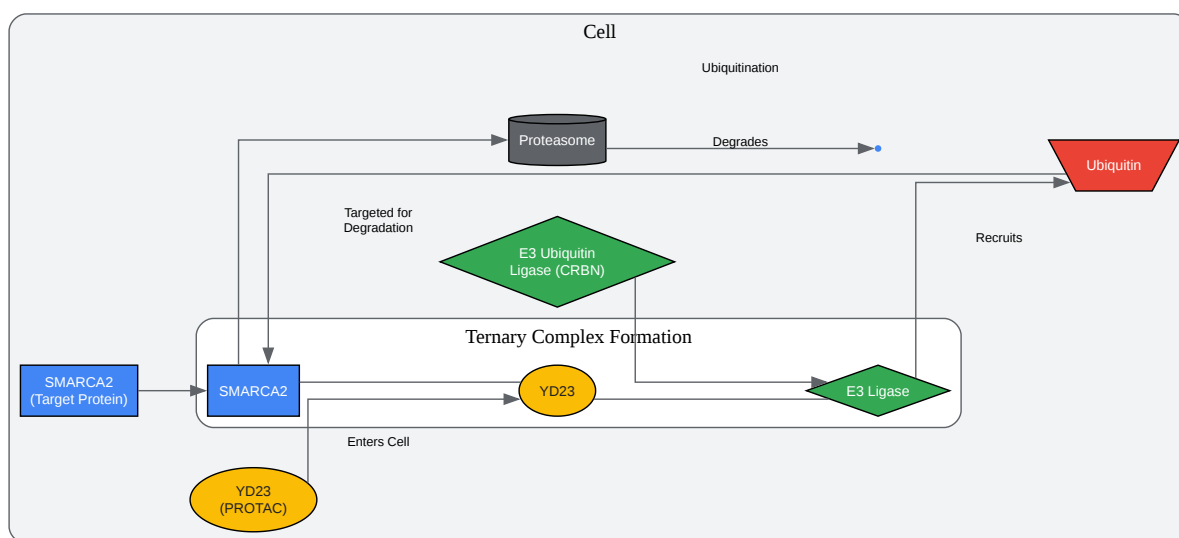 Cell
Ubiquitination
Proteasome
Degrades
Ubiquitin
Targeted for
Degradation
Recruits
E3 Ubiquitin
Ligase (CRBN)
Ternary Complex Formation
SMARCA2
(Target Protein)
SMARCA2
YD23
E3 Ligase
Enters Cell
YD23
(PROTAC)